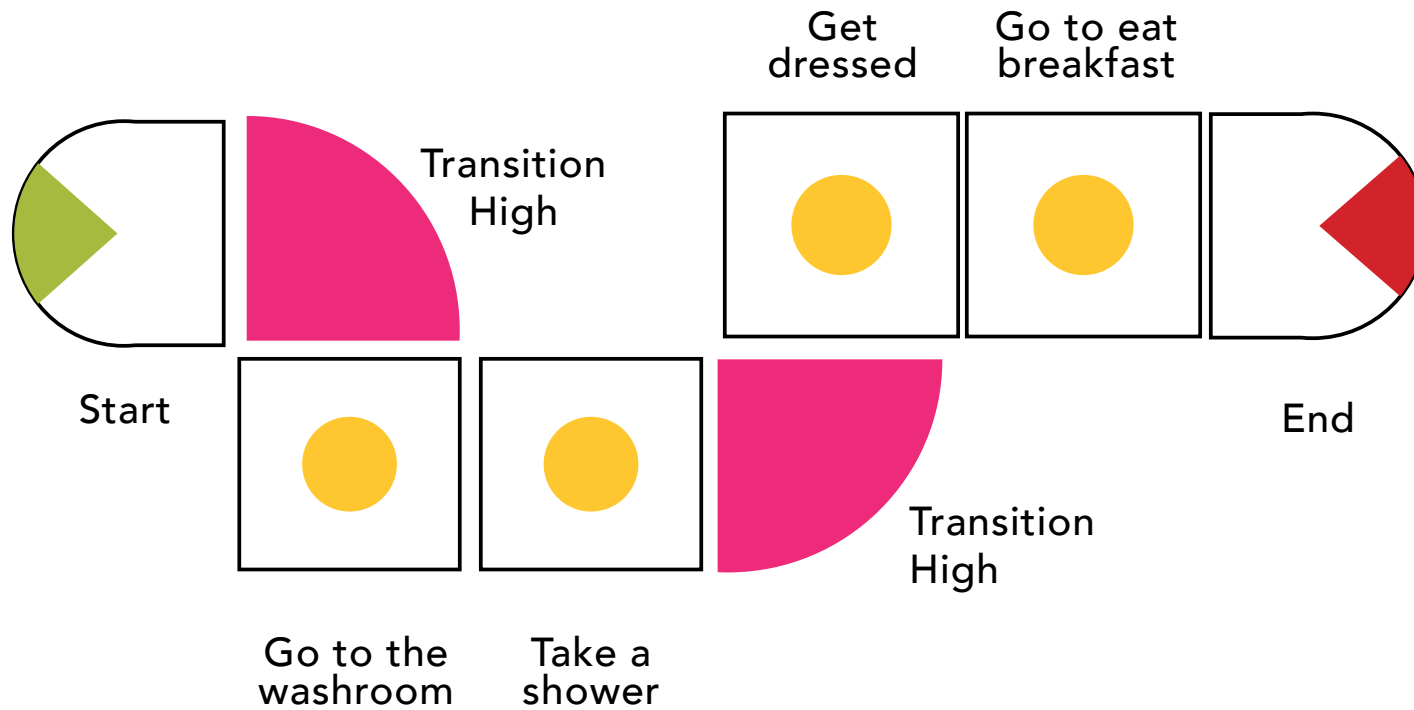 Get
dressed
Go to eat
breakfast
Transition
High
Start
End
Transition
High
Go to the
washroom
Take a
shower